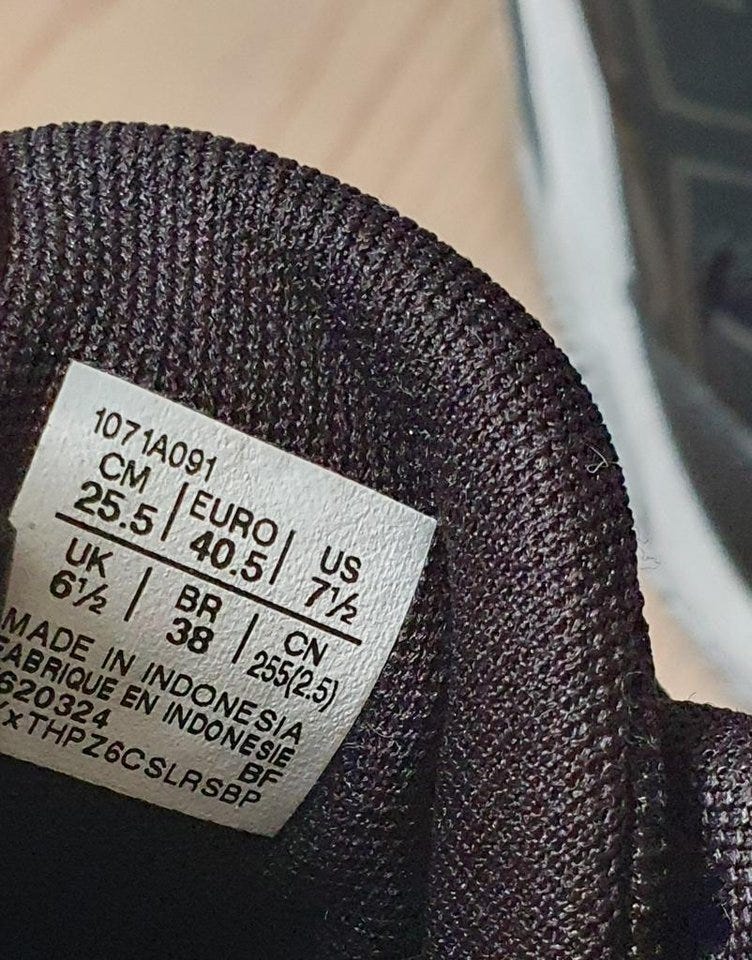 1071A091
CM | EURO | US
25.5 | 40.5 | 7½
UK | BR | CN
6½ | 38 | 255(2.5)
MADE IN INDONESIA
FABRIQUE EN INDONESIE
620324 BF
THPZ6CSLRSBP